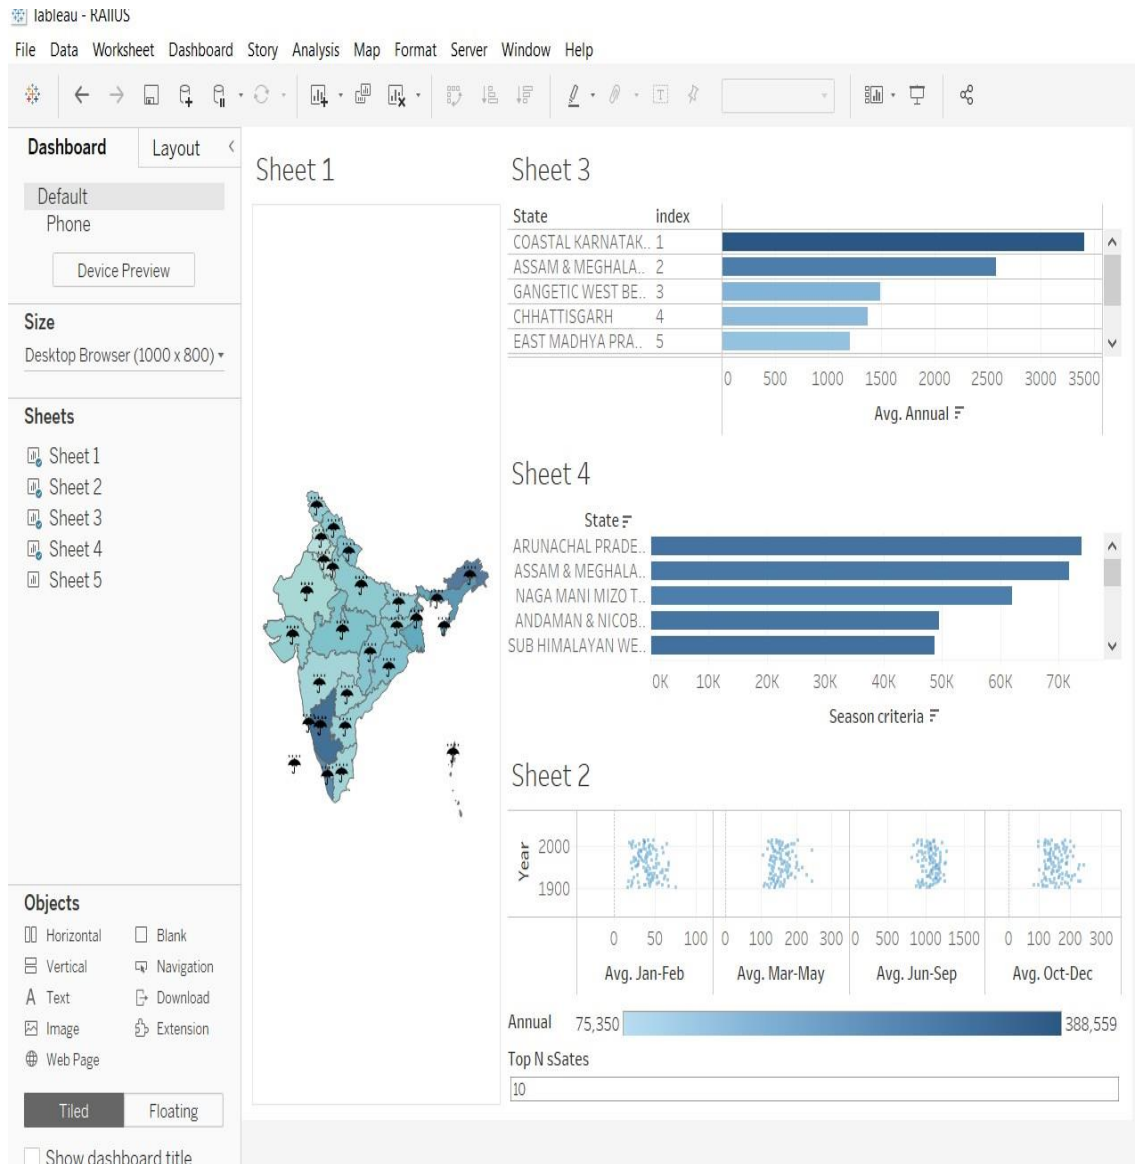 Tableau - RAIIUS
File Data Worksheet Dashboard Story Analysis Map Format Server Window Help
Dashboard Layout
Default
Phone
Device Preview
Size
Desktop Browser (1000 x 800)
Sheets
Sheet 1
Sheet 2
Sheet 3
Sheet 4
Sheet 5
Objects
Horizontal Blank
Vertical Navigation
A Text Download
Image Extension
Web Page
Tiled Floating
Show dashboard title
Sheet 1
Sheet 3
State index
COASTAL KARNATAK.. 1
ASSAM & MEGHALA.. 2
GANGETIC WEST BE.. 3
CHHATTISGARH 4
EAST MADHYA PRA.. 5
0 500 1000 1500 2000 2500 3000 3500
Avg. Annual
Sheet 4
State
ARUNACHAL PRADE..
ASSAM & MEGHALA..
NAGA MANI MIZO T..
ANDAMAN & NICOB..
SUB HIMALAYAN WE..
0K 10K 20K 30K 40K 50K 60K 70K
Season criteria
Sheet 2
Year
2000
1900
0 50 100 0 100 200 300 0 500 1000 1500 0 100 200 300
Avg. Jan-Feb Avg. Mar-May Avg. Jun-Sep Avg. Oct-Dec
Annual 75,350 388,559
Top N sSates
10